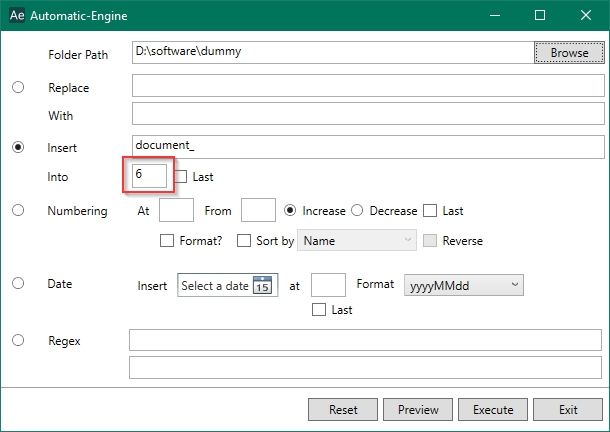 Ae Automatic-Engine
Folder Path D:\software\dummy Browse
Replace
With
Insert document_
Into 6 Last
Numbering At From Increase Decrease Last
Format? Sort by Name Reverse
Date Insert Select a date 15 at Format yyyyMMdd
Last
Regex
Reset Preview Execute Exit